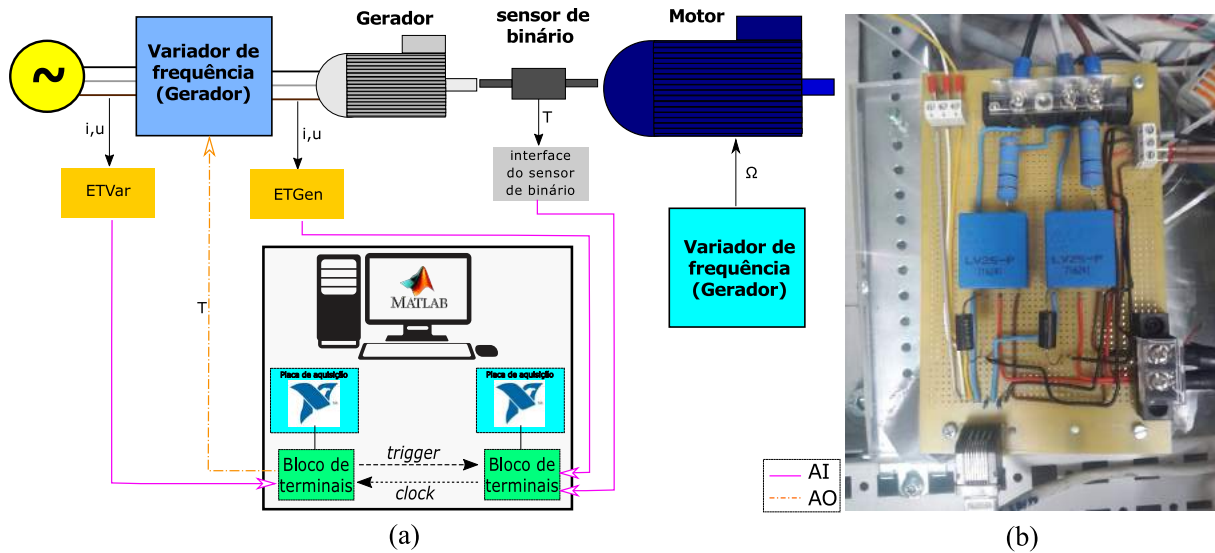 Gerador
sensor de
binário
Motor
Variador de
frequência
(Gerador)
~
i,u
i,u
T
Ω
ETVar
ETGen
interface
do sensor
de binário
Variador de
frequência
(Gerador)
T
MATLAB
Placa de aquisição
Placa de aquisição
Bloco de
terminais
trigger
clock
Bloco de
terminais
AI
AO
LV25-P
LV25-P
(a)
(b)